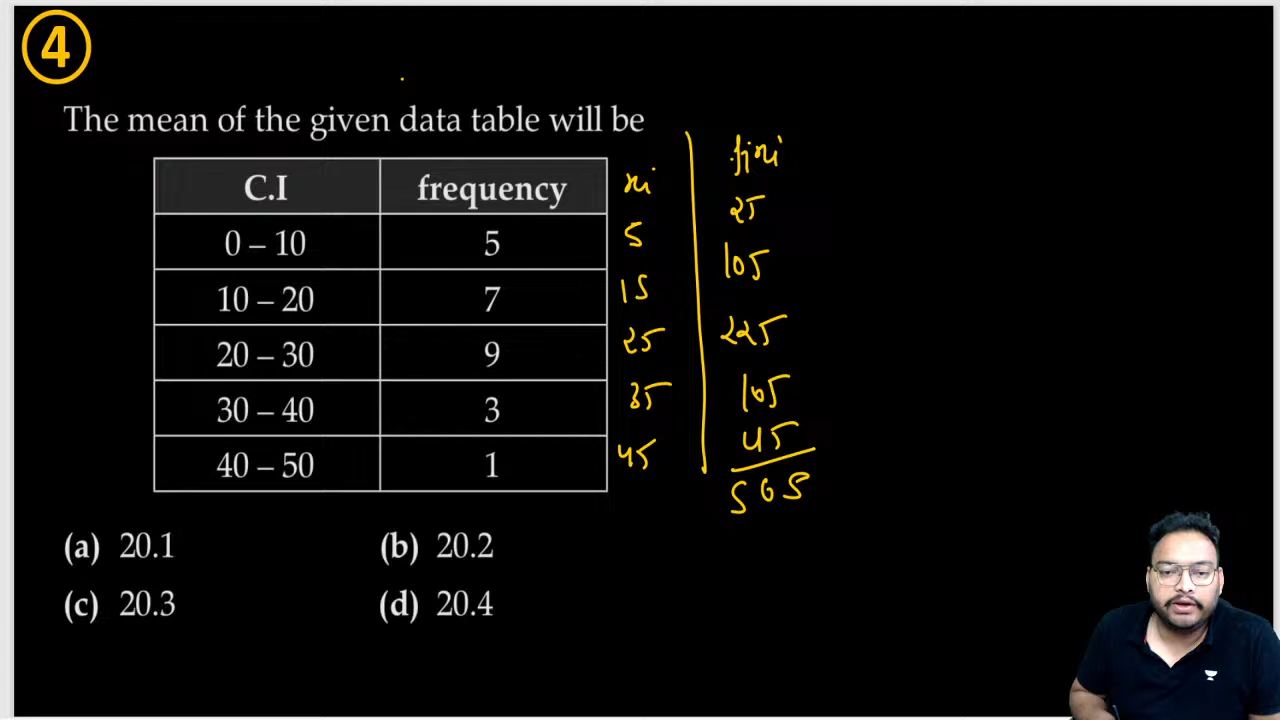 4
The mean of the given data table will be
C.I frequency xi fixi
0 – 10 5 5 25
10 – 20 7 15 105
20 – 30 9 25 225
30 – 40 3 35 105
40 – 50 1 45 45
505
(a) 20.1 (b) 20.2
(c) 20.3 (d) 20.4